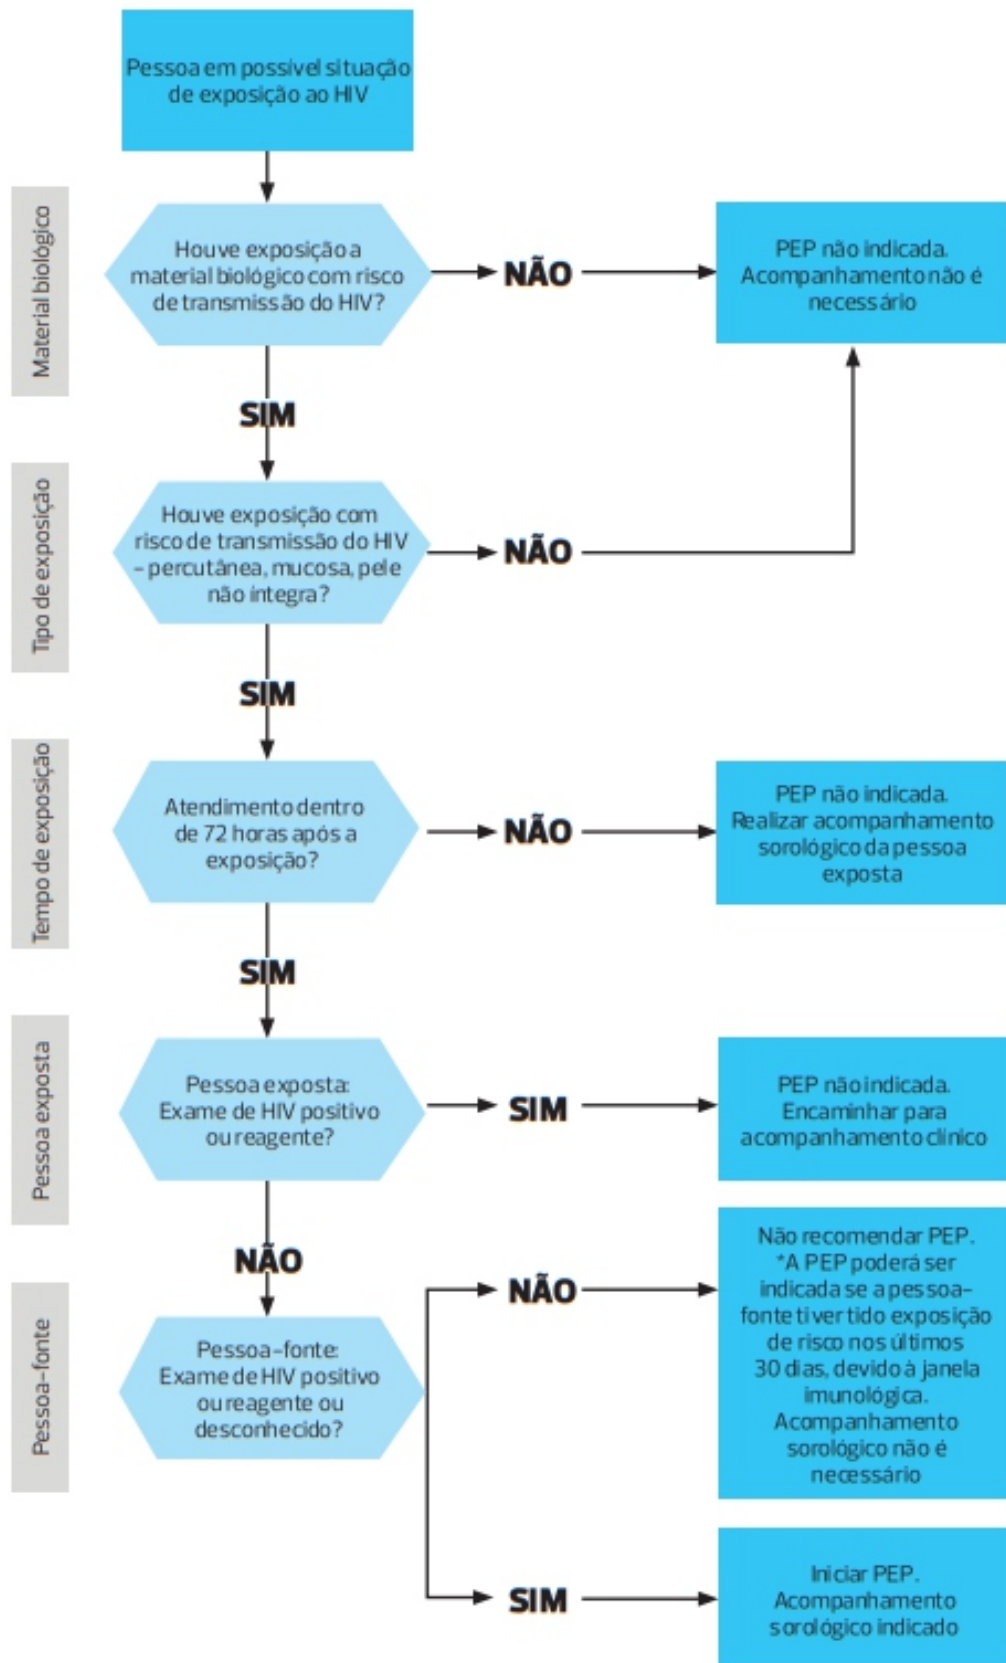 Pessoa em possível situação
de exposição ao HIV
Material biológico
Houve exposição a
material biológico com risco
de transmissão do HIV?
NÃO
PEP não indicada.
Acompanhamento não é
necessário
SIM
Tipo de exposição
Houve exposição com
risco de transmissão do HIV
– percutânea, mucosa, pele
não íntegra?
NÃO
SIM
Tempo de exposição
Atendimento dentro
de 72 horas após a
exposição?
NÃO
PEP não indicada.
Realizar acompanhamento
sorológico da pessoa
exposta
SIM
Pessoa exposta
Pessoa exposta:
Exame de HIV positivo
ou reagente?
SIM
PEP não indicada.
Encaminhar para
acompanhamento clínico
NÃO
Pessoa-fonte
Pessoa-fonte:
Exame de HIV positivo
ou reagente ou
desconhecido?
NÃO
Não recomendar PEP.
*A PEP poderá ser
indicada se a pessoa-
fonte tiver tido exposição
de risco nos últimos
30 dias, devido à janela
imunológica.
Acompanhamento
sorológico não é
necessário
SIM
Iniciar PEP.
Acompanhamento
sorológico indicado